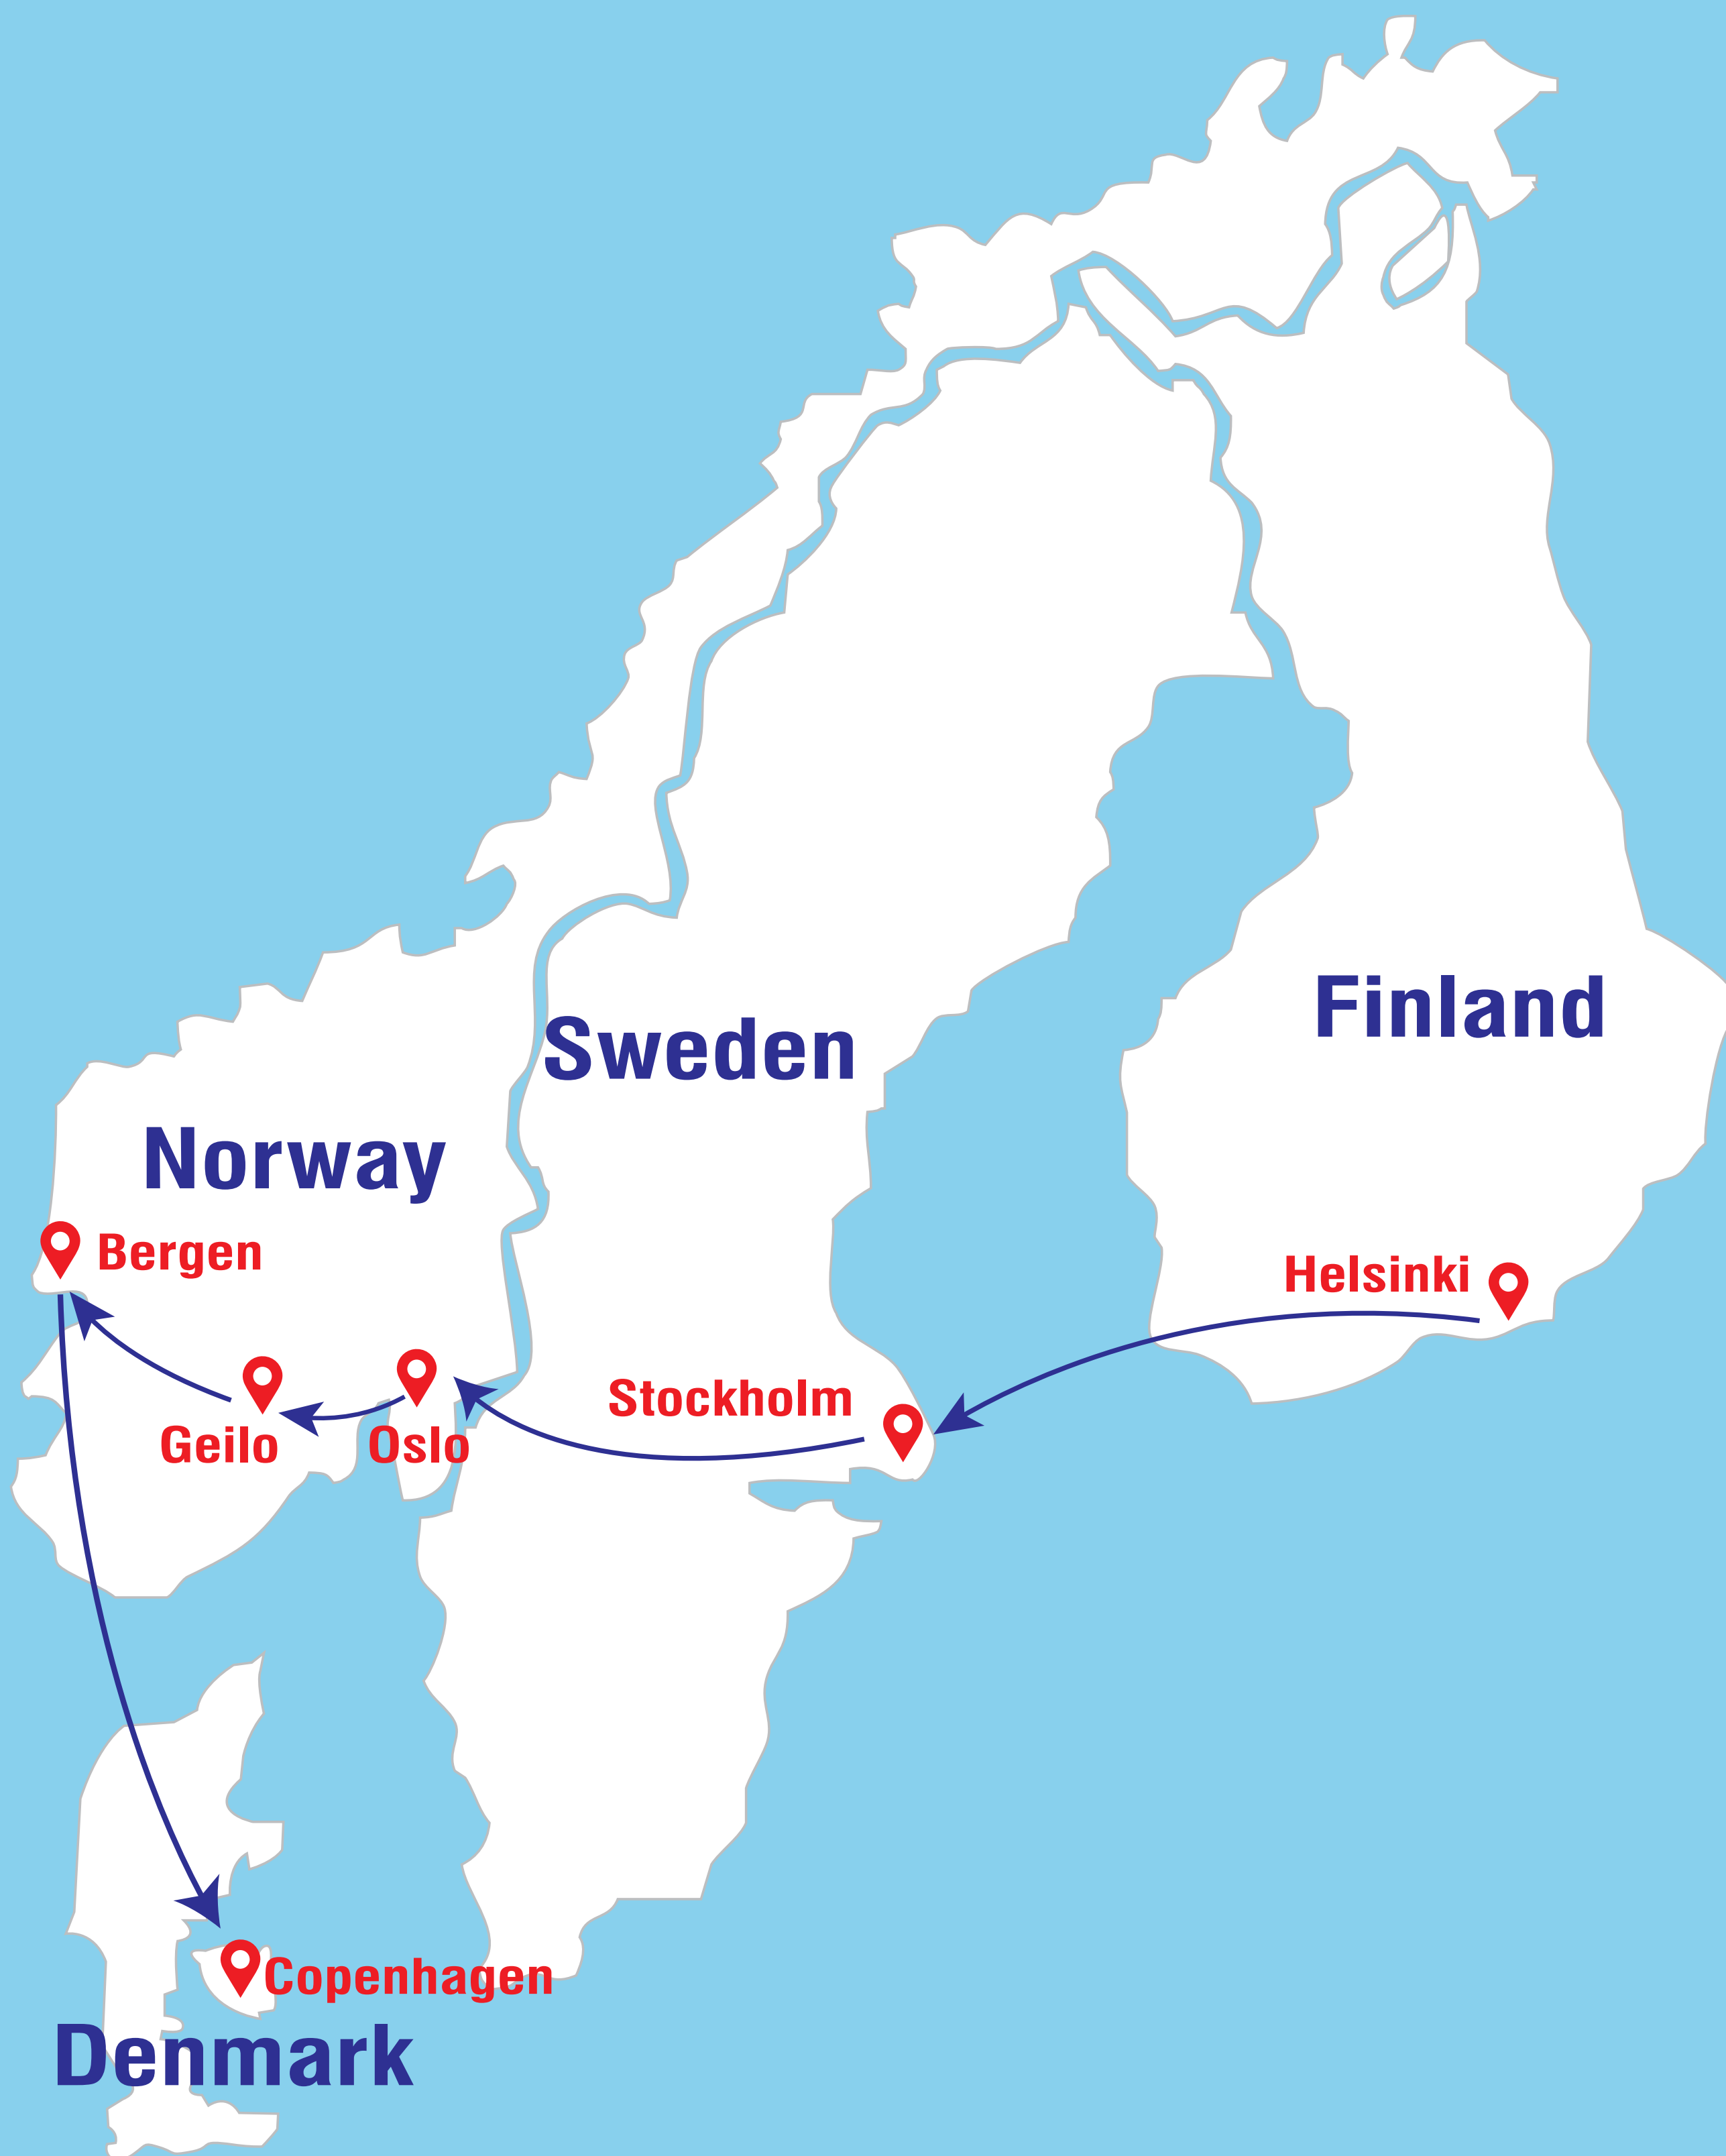 Finland
Sweden
Norway
Bergen
Helsinki
Stockholm
Geilo
Oslo
Copenhagen
Denmark